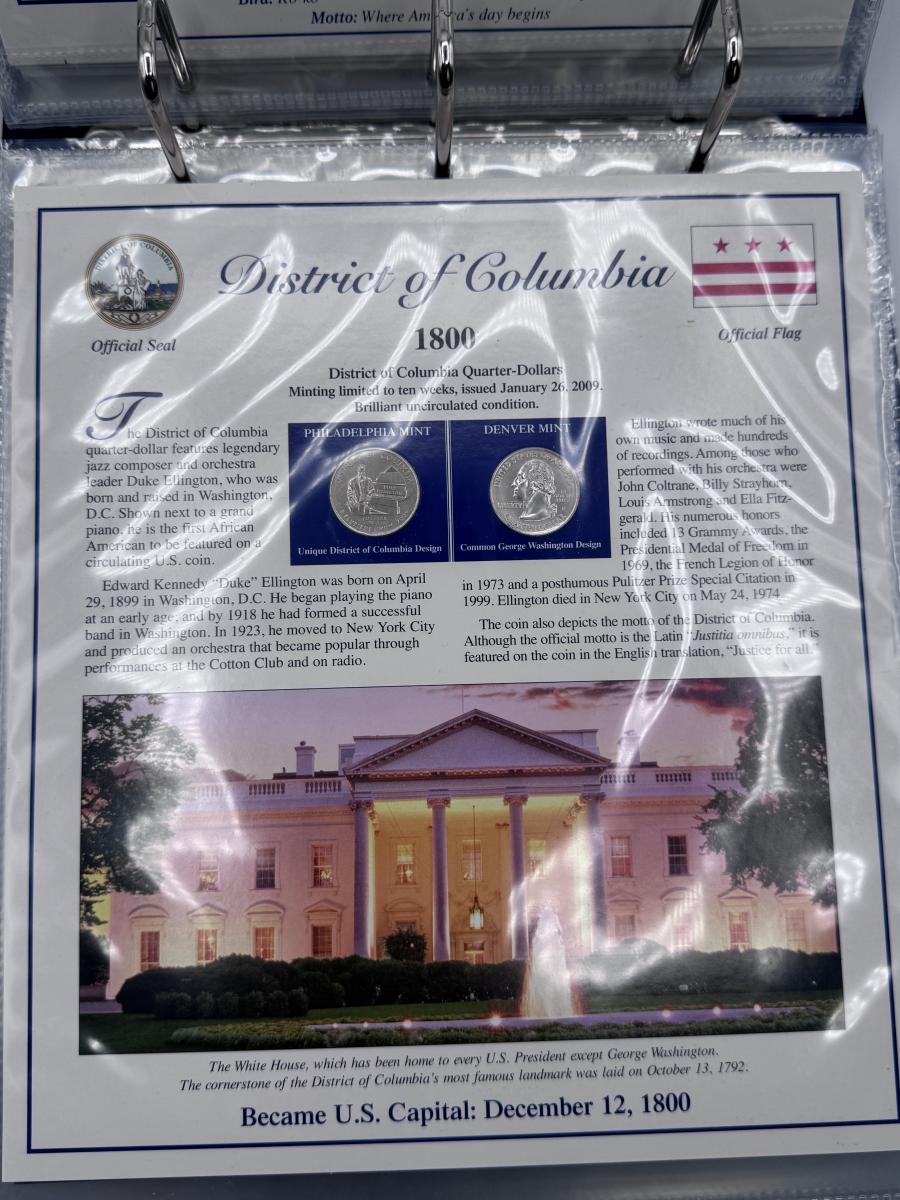 Motto: Where America's day begins
District of Columbia
Official Seal
1800
Official Flag
District of Columbia Quarter-Dollars
Minting limited to ten weeks, issued January 26, 2009.
Brilliant uncirculated condition.
The District of Columbia
quarter-dollar features legendary
jazz composer and orchestra
leader Duke Ellington, who was
born and raised in Washington,
D.C. Shown next to a grand
piano, he is the first African
American to be featured on a
circulating U.S. coin.
PHILADELPHIA MINT
Unique District of Columbia Design
DENVER MINT
LIBERTY
Common George Washington Design
Edward Kennedy "Duke" Ellington was born on April
29, 1899 in Washington, D.C. He began playing the piano
at an early age, and by 1918 he had formed a successful
band in Washington. In 1923, he moved to New York City
and produced an orchestra that became popular through
performances at the Cotton Club and on radio.
Ellington wrote much of his
own music and made hundreds
of recordings. Among those who
performed with his orchestra were
John Coltrane, Billy Strayhorn,
Louis Armstrong and Ella Fitz-
gerald. His numerous honors
included 13 Grammy Awards, the
Presidential Medal of Freedom in
1969, the French Legion of Honor
in 1973 and a posthumous Pulitzer Prize Special Citation in
1999. Ellington died in New York City on May 24, 1974.
The coin also depicts the motto of the District of Columbia.
Although the official motto is the Latin "Justitia omnibus," it is
featured on the coin in the English translation, "Justice for all."
The White House, which has been home to every U.S. President except George Washington.
The cornerstone of the District of Columbia's most famous landmark was laid on October 13, 1792.
Became U.S. Capital: December 12, 1800